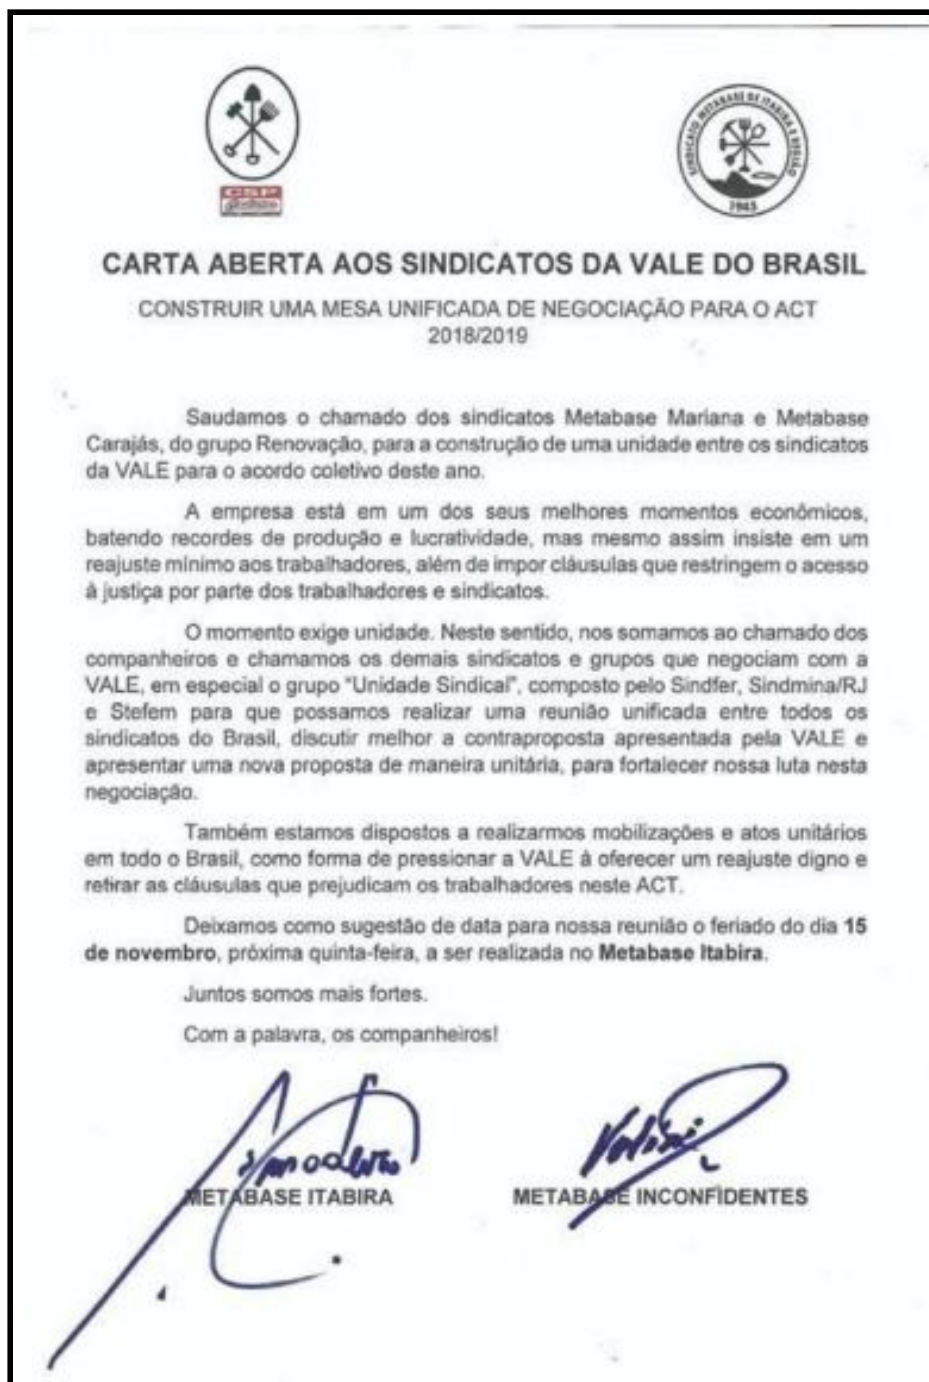 CSP
SINDICATO METABASE DE ITABIRA E REGIÃO
1945
CARTA ABERTA AOS SINDICATOS DA VALE DO BRASIL
CONSTRUIR UMA MESA UNIFICADA DE NEGOCIAÇÃO PARA O ACT
2018/2019
Saudamos o chamado dos sindicatos Metabase Mariana e Metabase
Carajás, do grupo Renovação, para a construção de uma unidade entre os sindicatos
da VALE para o acordo coletivo deste ano.
A empresa está em um dos seus melhores momentos econômicos,
batendo recordes de produção e lucratividade, mas mesmo assim insiste em um
reajuste mínimo aos trabalhadores, além de impor cláusulas que restringem o acesso
à justiça por parte dos trabalhadores e sindicatos.
O momento exige unidade. Neste sentido, nos somamos ao chamado dos
companheiros e chamamos os demais sindicatos e grupos que negociam com a
VALE, em especial o grupo "Unidade Sindical", composto pelo Sindfer, Sindmina/RJ
e Stefem para que possamos realizar uma reunião unificada entre todos os
sindicatos do Brasil, discutir melhor a contraproposta apresentada pela VALE e
apresentar uma nova proposta de maneira unitária, para fortalecer nossa luta nesta
negociação.
Também estamos dispostos a realizarmos mobilizações e atos unitários
em todo o Brasil, como forma de pressionar a VALE à oferecer um reajuste digno e
retirar as cláusulas que prejudicam os trabalhadores neste ACT.
Deixamos como sugestão de data para nossa reunião o feriado do dia 15
de novembro, próxima quinta-feira, a ser realizada no Metabase Itabira.
Juntos somos mais fortes.
Com a palavra, os companheiros!
METABASE ITABIRA
METABASE INCONFIDENTES